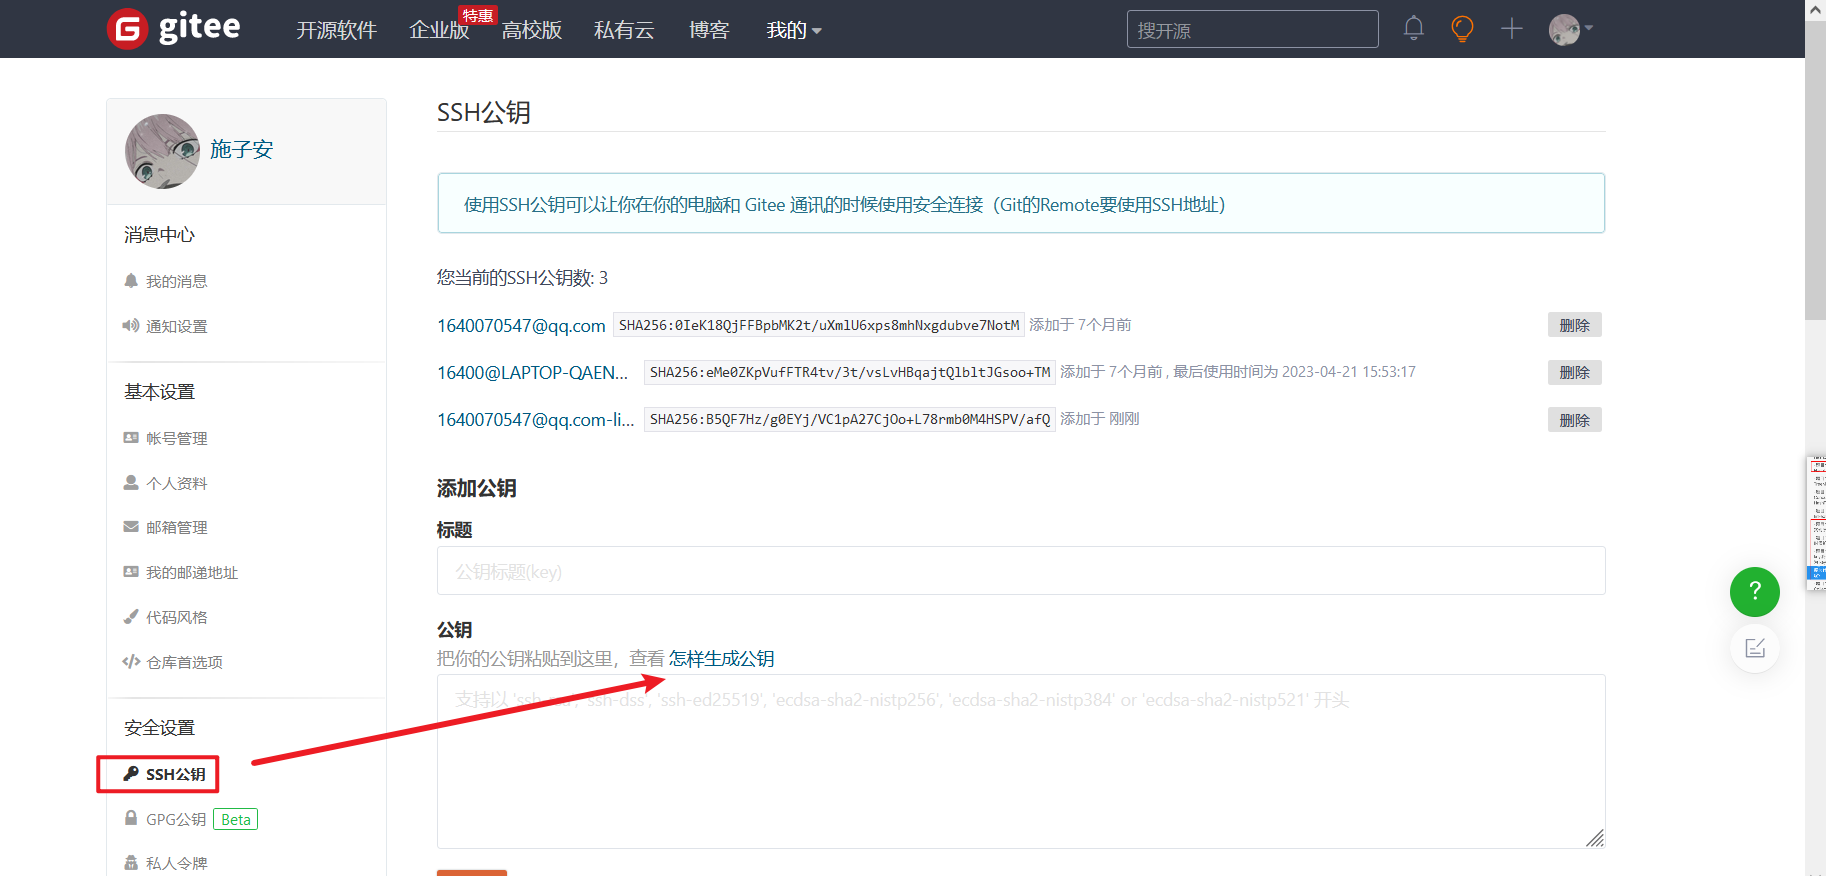 gitee
开源软件
企业版
特惠
高校版
私有云
博客
我的
搜开源
施子安
消息中心
我的消息
通知设置
基本设置
帐号管理
个人资料
邮箱管理
我的邮递地址
代码风格
仓库首选项
安全设置
SSH公钥
GPG公钥 Beta
私人令牌
SSH公钥
使用SSH公钥可以让你在你的电脑和 Gitee 通讯的时候使用安全连接（Git的Remote要使用SSH地址）
您当前的SSH公钥数: 3
1640070547@qq.com SHA256:0IeK18QjFFBpbMK2t/uXmlU6xps8mhNxgdubve7NotM 添加于 7个月前 删除
16400@LAPTOP-QAEN... SHA256:eMe0ZKpVufFTR4tv/3t/vsLvHBqajtQlbltJGsoo+TM 添加于 7个月前 , 最后使用时间为 2023-04-21 15:53:17 删除
1640070547@qq.com-li... SHA256:B5QF7Hz/g0EYj/VC1pA27CjOo+L78rmb0M4HSPV/afQ 添加于 刚刚 删除
添加公钥
标题
公钥标题(key)
公钥
把你的公钥粘贴到这里，查看 怎样生成公钥
支持以 'ssh-rsa', 'ssh-dss', 'ssh-ed25519', 'ecdsa-sha2-nistp256', 'ecdsa-sha2-nistp384' or 'ecdsa-sha2-nistp521' 开头
?